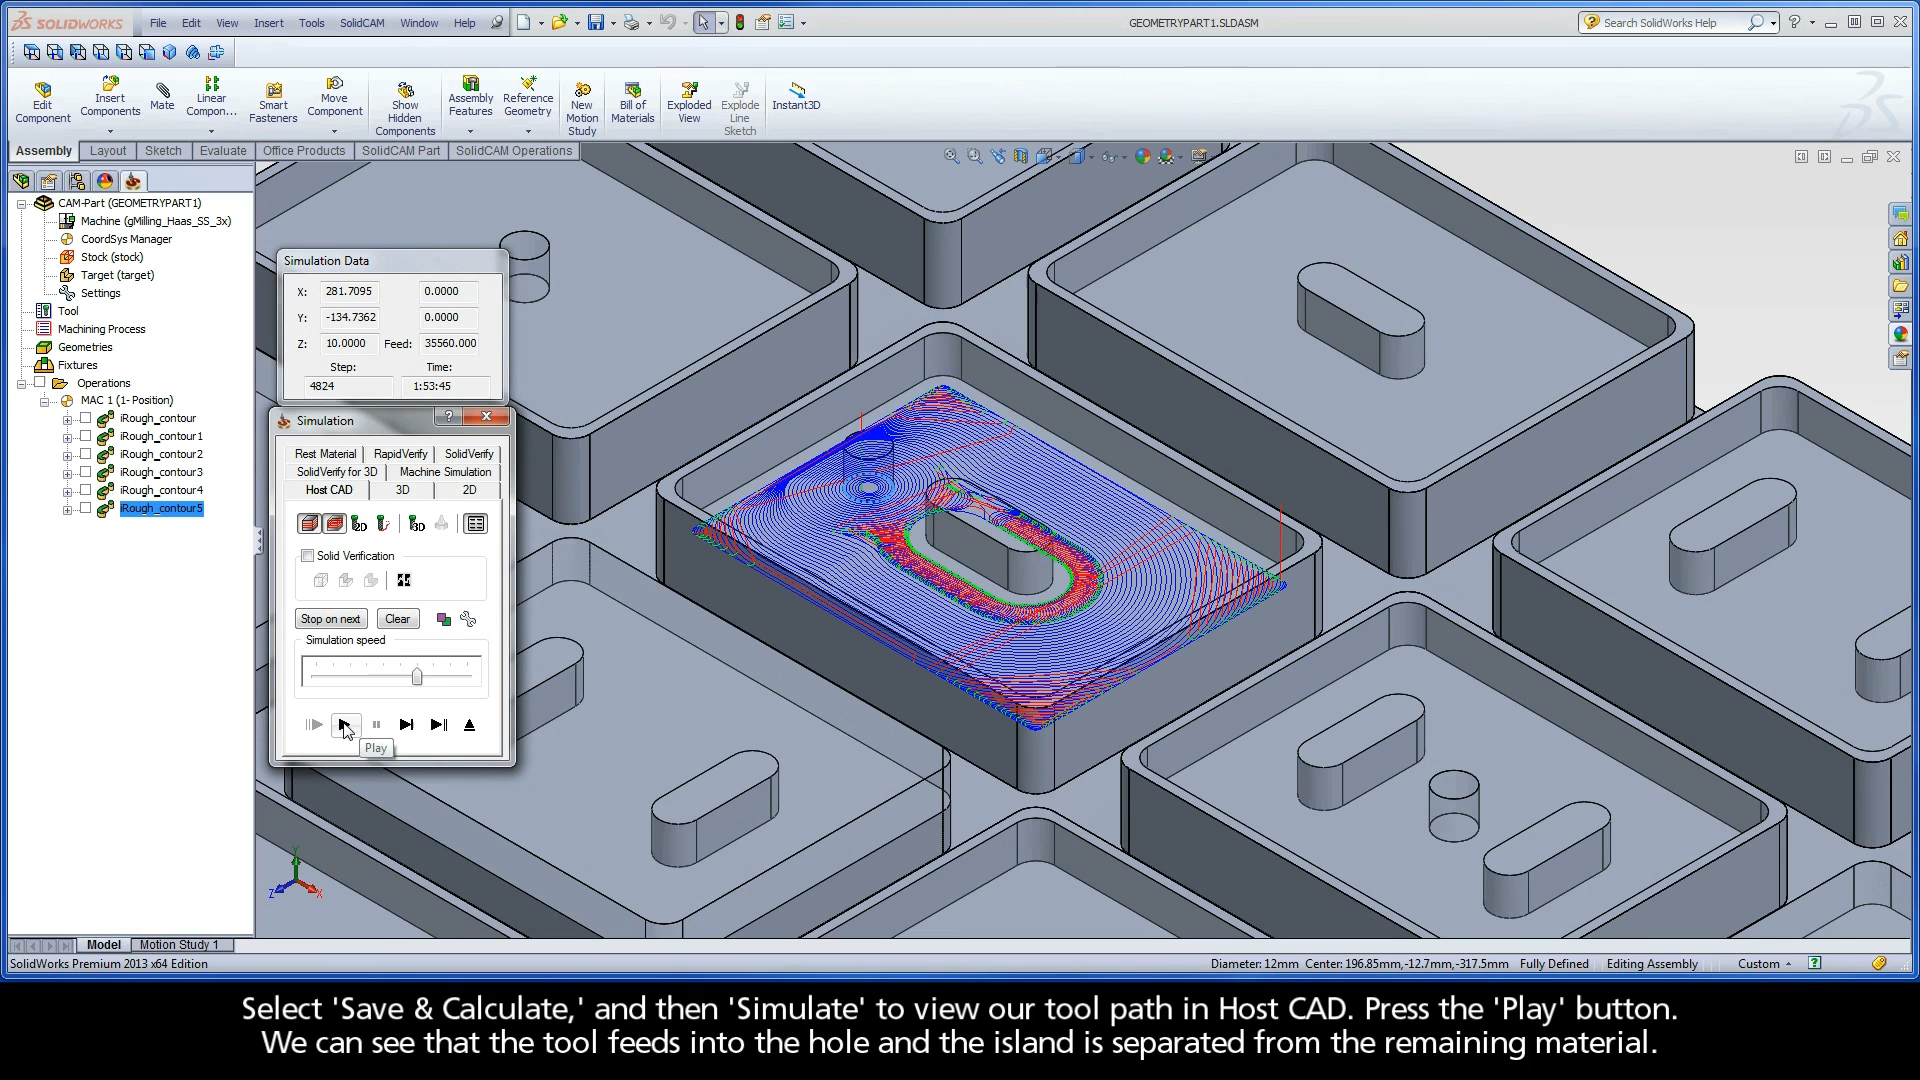 SOLIDWORKS File Edit View Insert Tools SolidCAM Window Help GEOMETRYPART1.SLDASM Search SolidWorks Help
Edit Component
Insert Components
Mate
Linear Compon...
Smart Fasteners
Move Component
Show Hidden Components
Assembly Features
Reference Geometry
New Motion Study
Bill of Materials
Exploded View
Explode Line Sketch
Instant3D
Assembly Layout Sketch Evaluate Office Products SolidCAM Part SolidCAM Operations
CAM-Part (GEOMETRYPART1)
Machine (gMilling_Haas_SS_3x)
CoordSys Manager
Stock (stock)
Target (target)
Settings
Tool
Machining Process
Geometries
Fixtures
Operations
MAC 1 (1- Position)
iRough_contour
iRough_contour1
iRough_contour2
iRough_contour3
iRough_contour4
iRough_contour5
Simulation Data
X: 281.7095 0.0000
Y: -134.7362 0.0000
Z: 10.0000 Feed: 35560.000
Step: Time:
4824 1:53:45
Simulation
Rest Material RapidVerify SolidVerify
SolidVerify for 3D Machine Simulation
Host CAD 3D 2D
2D 3D
Solid Verification
Stop on next Clear
Simulation speed
Play
Y
Z X
Model Motion Study 1
SolidWorks Premium 2013 x64 Edition Diameter: 12mm Center: 196.85mm,-12.7mm,-317.5mm Fully Defined Editing Assembly Custom
Select 'Save & Calculate,' and then 'Simulate' to view our tool path in Host CAD. Press the 'Play' button.
We can see that the tool feeds into the hole and the island is separated from the remaining material.